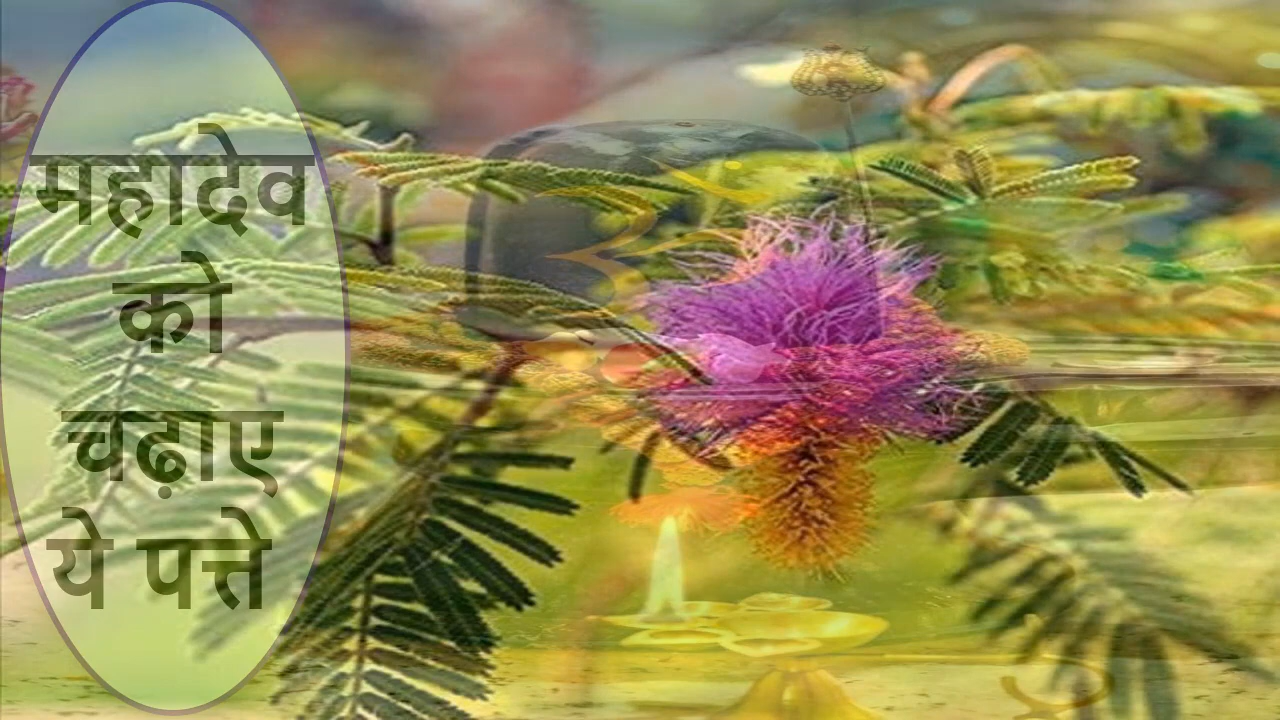 महादेव
को
चढ़ाए
ये पत्ते